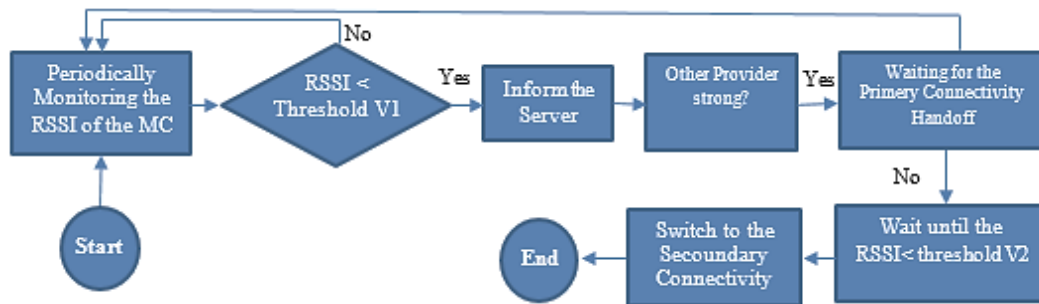 No
Periodically
Monitoring the
RSSI of the MC
RSSI <
Threshold V1
Yes
Inform the
Server
Other Provider
strong?
Yes
Waiting for the
Primery Connectivity
Handoff
No
Start
End
Switch to the
Secoundary
Connectivity
Wait until the
RSSI< threshold V2